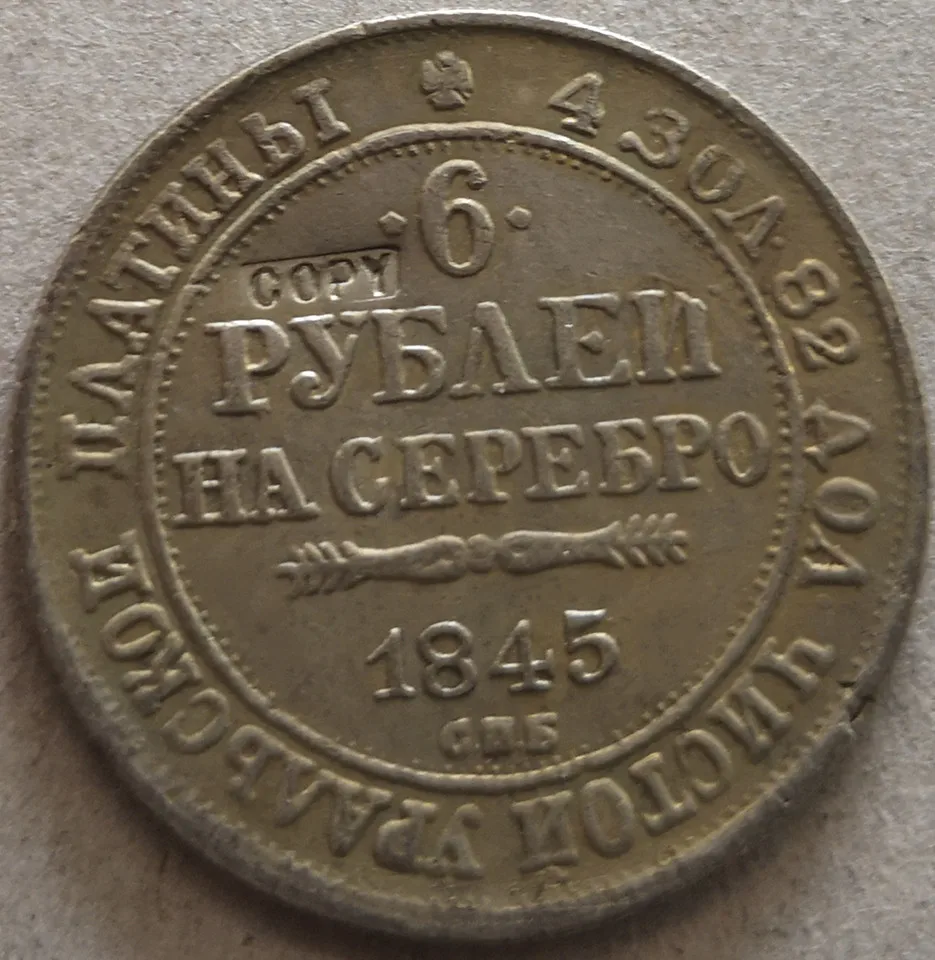 4 ЗОЛ· 82 ДОЛ ЧИСТОЙ УРАЛЬСКОЙ ПЛАТИНЫ
·6·
COPY
РУБЛЕЙ
НА СЕРЕБРО
1845
СПБ